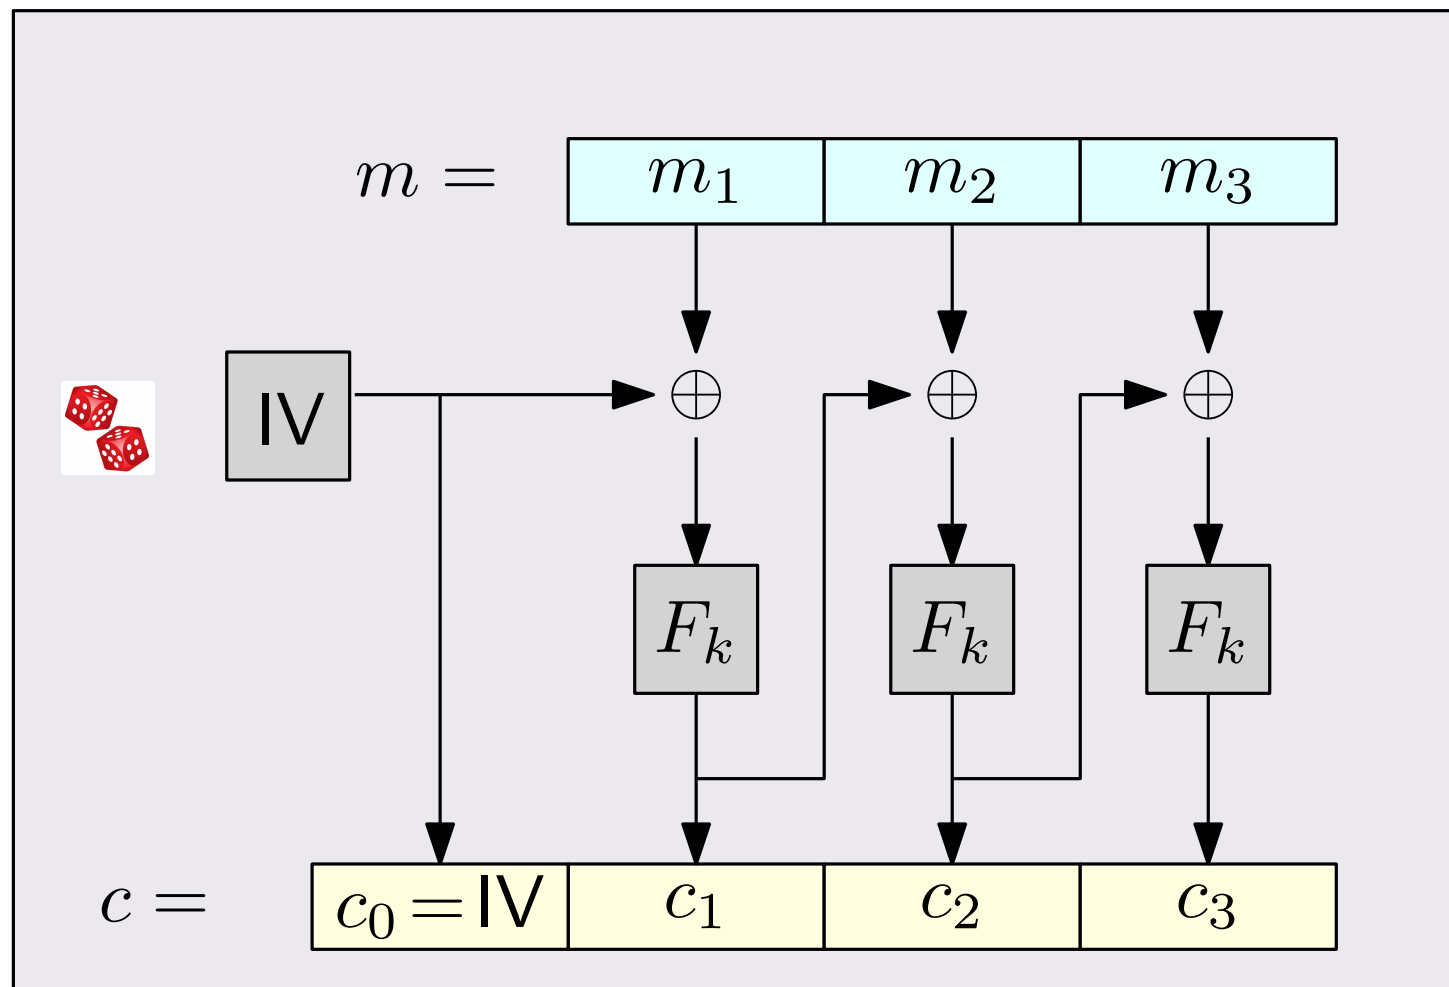 m = m₁ m₂ m₃
IV
Fₖ Fₖ Fₖ
c = c₀ = IV c₁ c₂ c₃